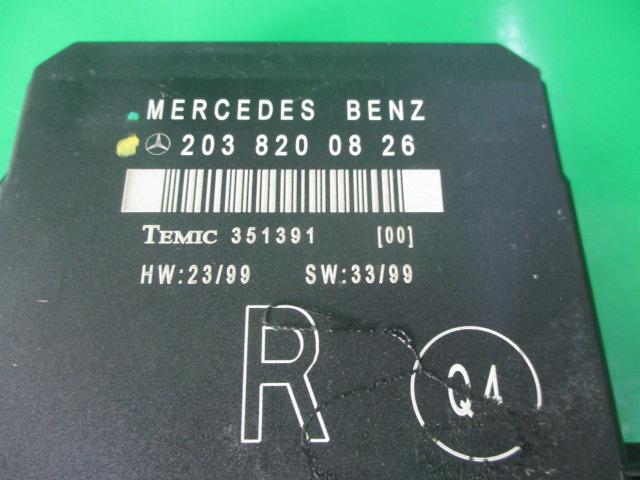 MERCEDES BENZ
203 820 08 26
TEMIC 351391 [00]
HW:23/99 SW:33/99
R
Q4